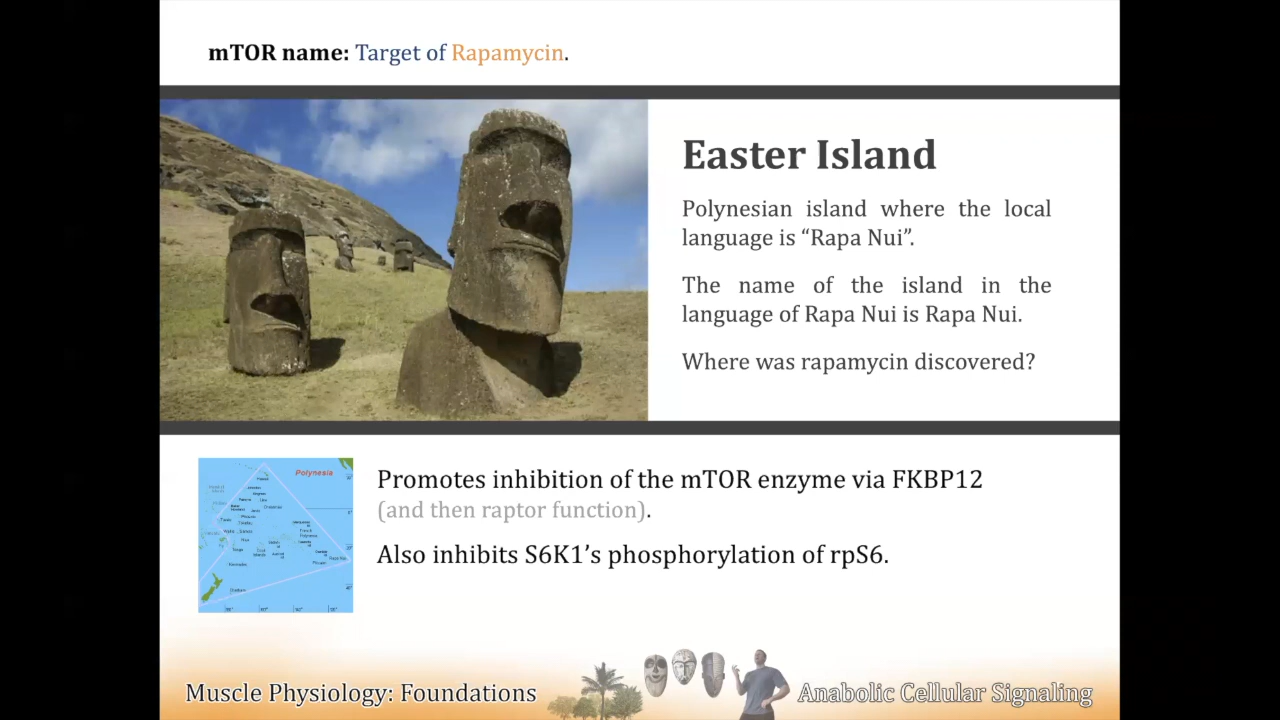 mTOR name: Target of Rapamycin.
Easter Island
Polynesian island where the local
language is “Rapa Nui”.
The name of the island in the
language of Rapa Nui is Rapa Nui.
Where was rapamycin discovered?
Polynesia
Promotes inhibition of the mTOR enzyme via FKBP12
(and then raptor function).
Also inhibits S6K1’s phosphorylation of rpS6.
Muscle Physiology: Foundations
Anabolic Cellular Signaling